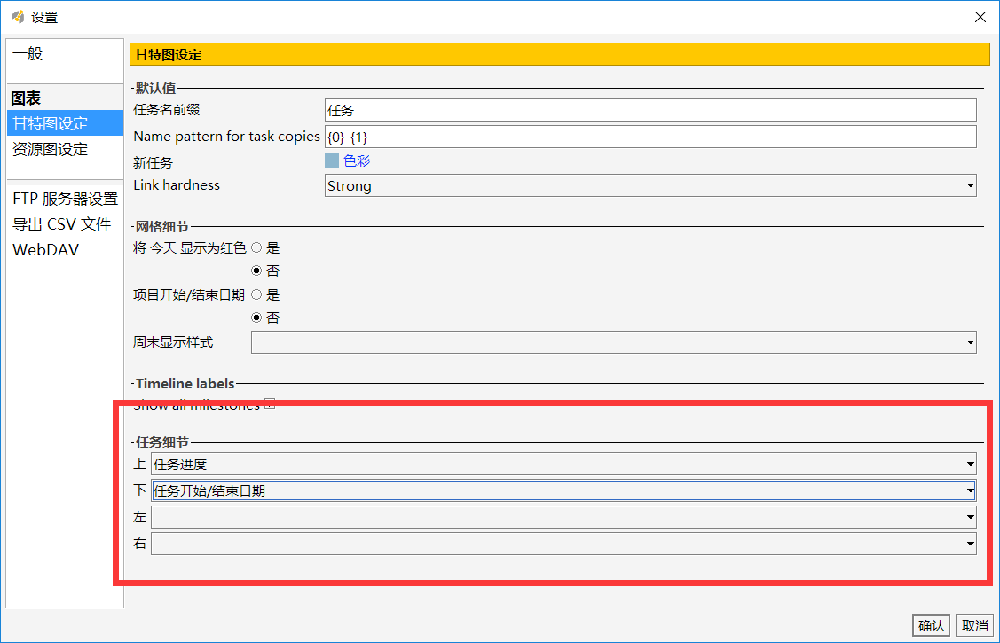 设置
一般
图表
甘特图设定
资源图设定
FTP 服务器设置
导出 CSV 文件
WebDAV
甘特图设定
默认值
任务名前缀 任务
Name pattern for task copies {0}_{1}
新任务 色彩
Link hardness Strong
网格细节
将 今天 显示为红色 是
否
项目开始/结束日期 是
否
周末显示样式
Timeline labels
Show all milestones
任务细节
上 任务进度
下 任务开始/结束日期
左
右
确认 取消